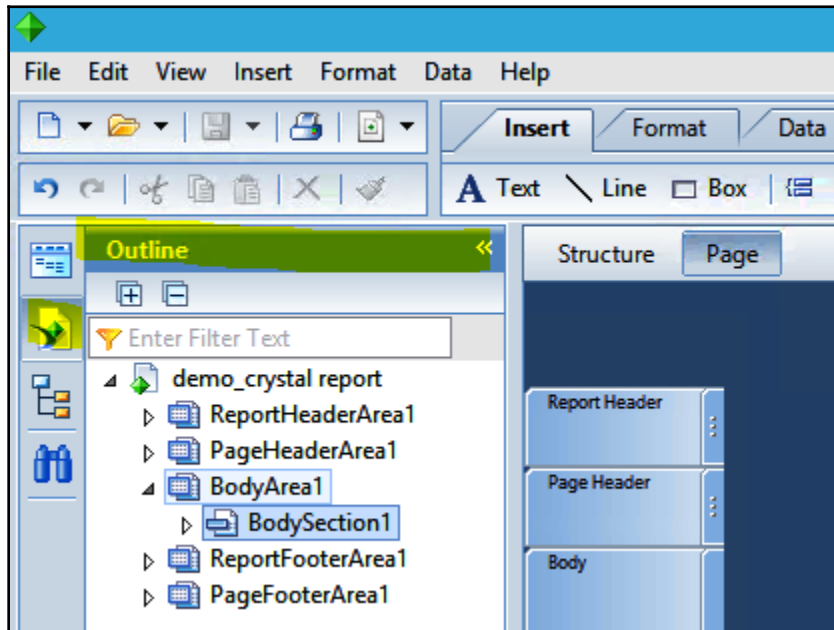 File Edit View Insert Format Data Help
Insert Format Data
Text Line Box
Outline
Structure Page
Enter Filter Text
demo_crystal report
ReportHeaderArea1
PageHeaderArea1
BodyArea1
BodySection1
ReportFooterArea1
PageFooterArea1
Report Header
Page Header
Body